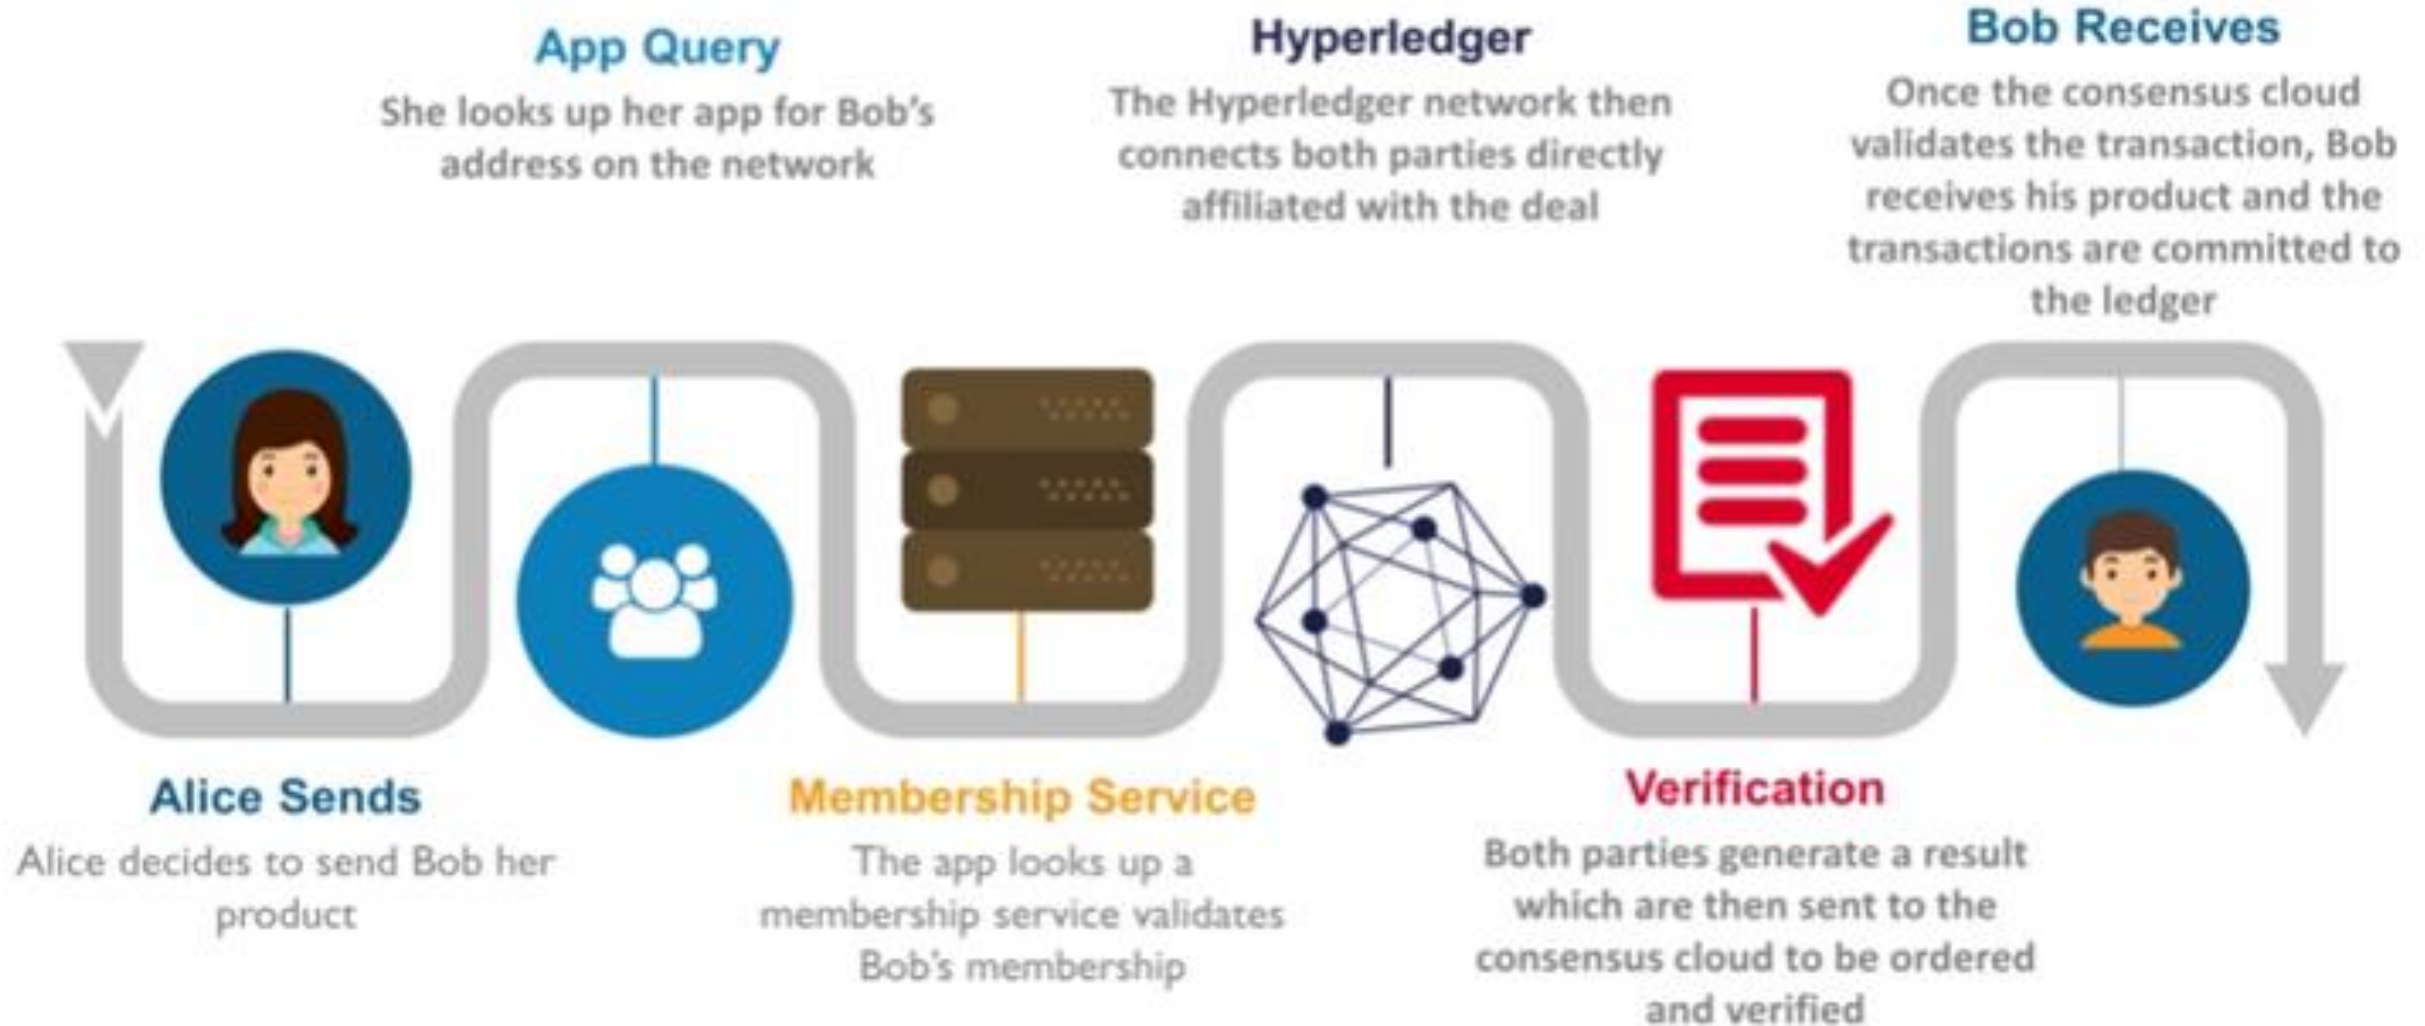 Alice Sends
Alice decides to send Bob her
product
App Query
She looks up her app for Bob's
address on the network
Membership Service
The app looks up a
membership service validates
Bob's membership
Hyperledger
The Hyperledger network then
connects both parties directly
affiliated with the deal
Verification
Both parties generate a result
which are then sent to the
consensus cloud to be ordered
and verified
Bob Receives
Once the consensus cloud
validates the transaction, Bob
receives his product and the
transactions are committed to
the ledger